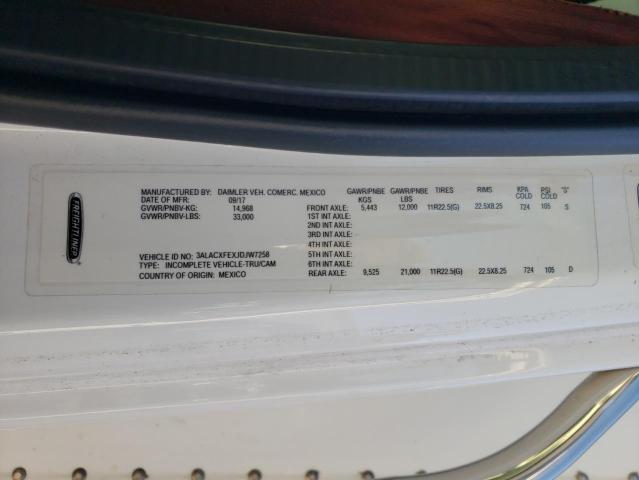 FREIGHTLINER
MANUFACTURED BY: DAIMLER VEH. COMERC. MEXICO
DATE OF MFR: 09/17
GVWR/PNBV-KG: 14,968
GVWR/PNBV-LBS: 33,000
VEHICLE ID NO: 3ALACXFEXJDJW7258
TYPE: INCOMPLETE VEHICLE-TRU/CAM
COUNTRY OF ORIGIN: MEXICO
GAWR/PNBE KGS GAWR/PNBV LBS TIRES RIMS KPA COLD PSI COLD "S"
FRONT AXLE: 5,443 12,000 11R22.5(G) 22.5X8.25 724 105 S
1ST INT AXLE:
2ND INT AXLE:
3RD INT AXLE:
4TH INT AXLE:
5TH INT AXLE:
6TH INT AXLE:
REAR AXLE: 9,525 21,000 11R22.5(G) 22.5X8.25 724 105 D